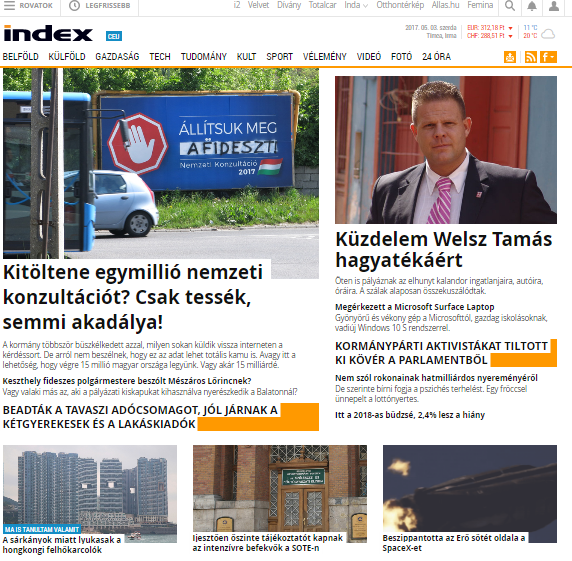 ROVATOK
LEGFRISSEBB
i2 Velvet Dívány Totalcar Inda Otthontérkép Allas.hu Femina
index
CEU
2017. 05. 03. szerda
Tímea, Irma
EUR: 312,18 Ft
CHF: 288,51 Ft
11 °C
20 °C
BELFÖLD KÜLFÖLD GAZDASÁG TECH TUDOMÁNY KULT SPORT VÉLEMÉNY VIDEÓ FOTÓ 24 ÓRA
ÁLLÍTSUK MEG
A FIDESZT!
Nemzeti Konzultáció
2017
Kitöltene egymillió nemzeti
konzultációt? Csak tessék,
semmi akadálya!
A kormány többször büszkélkedett azzal, milyen sokan küldik vissza interneten a
kérdéssort. De arról nem beszélnek, hogy ez az adat lehet totális kamu is. Avagy itt a
lehetőség, hogy végre 15 millió magyar országa legyünk. Vagy akár 15 milliárdé.
Keszthely fideszes polgármestere beszólt Mészáros Lőrincnek?
Vagy valaki más az, aki a pályázati kiskapukat kihasználva nyerészkedik a Balatonnál?
BEADTÁK A TAVASZI ADÓCSOMAGOT, JÓL JÁRNAK A
KÉTGYEREKESEK ÉS A LAKÁSKIADÓK
Küzdelem Welsz Tamás
hagyatékáért
Öten is pályáznak az elhunyt kalandor ingatlanjaira, autóira,
óráira. A szálak alaposan összekuszálódtak.
Megérkezett a Microsoft Surface Laptop
Gyönyörű és vékony gép a Microsofttól, gazdag iskolásoknak,
vadiúj Windows 10 S rendszerrel.
KORMÁNYPÁRTI AKTIVISTÁKAT TILTOTT
KI KÖVÉR A PARLAMENTBŐL
Nem szól rokonainak hatmilliárdos nyereményéről
De szerinte bírni fogja a pszichés terhelést. Egy fröccsel
ünnepelt a lottónyertes.
Itt a 2018-as büdzsé, 2,4% lesz a hiány
MA IS TANULTAM VALAMIT
A sárkányok miatt lyukasak a
hongkongi felhőkarcolók
Ijesztően őszinte tájékoztatót kapnak
az intenzívre befekvők a SOTE-n
Beszippantotta az Erő sötét oldala a
SpaceX-et